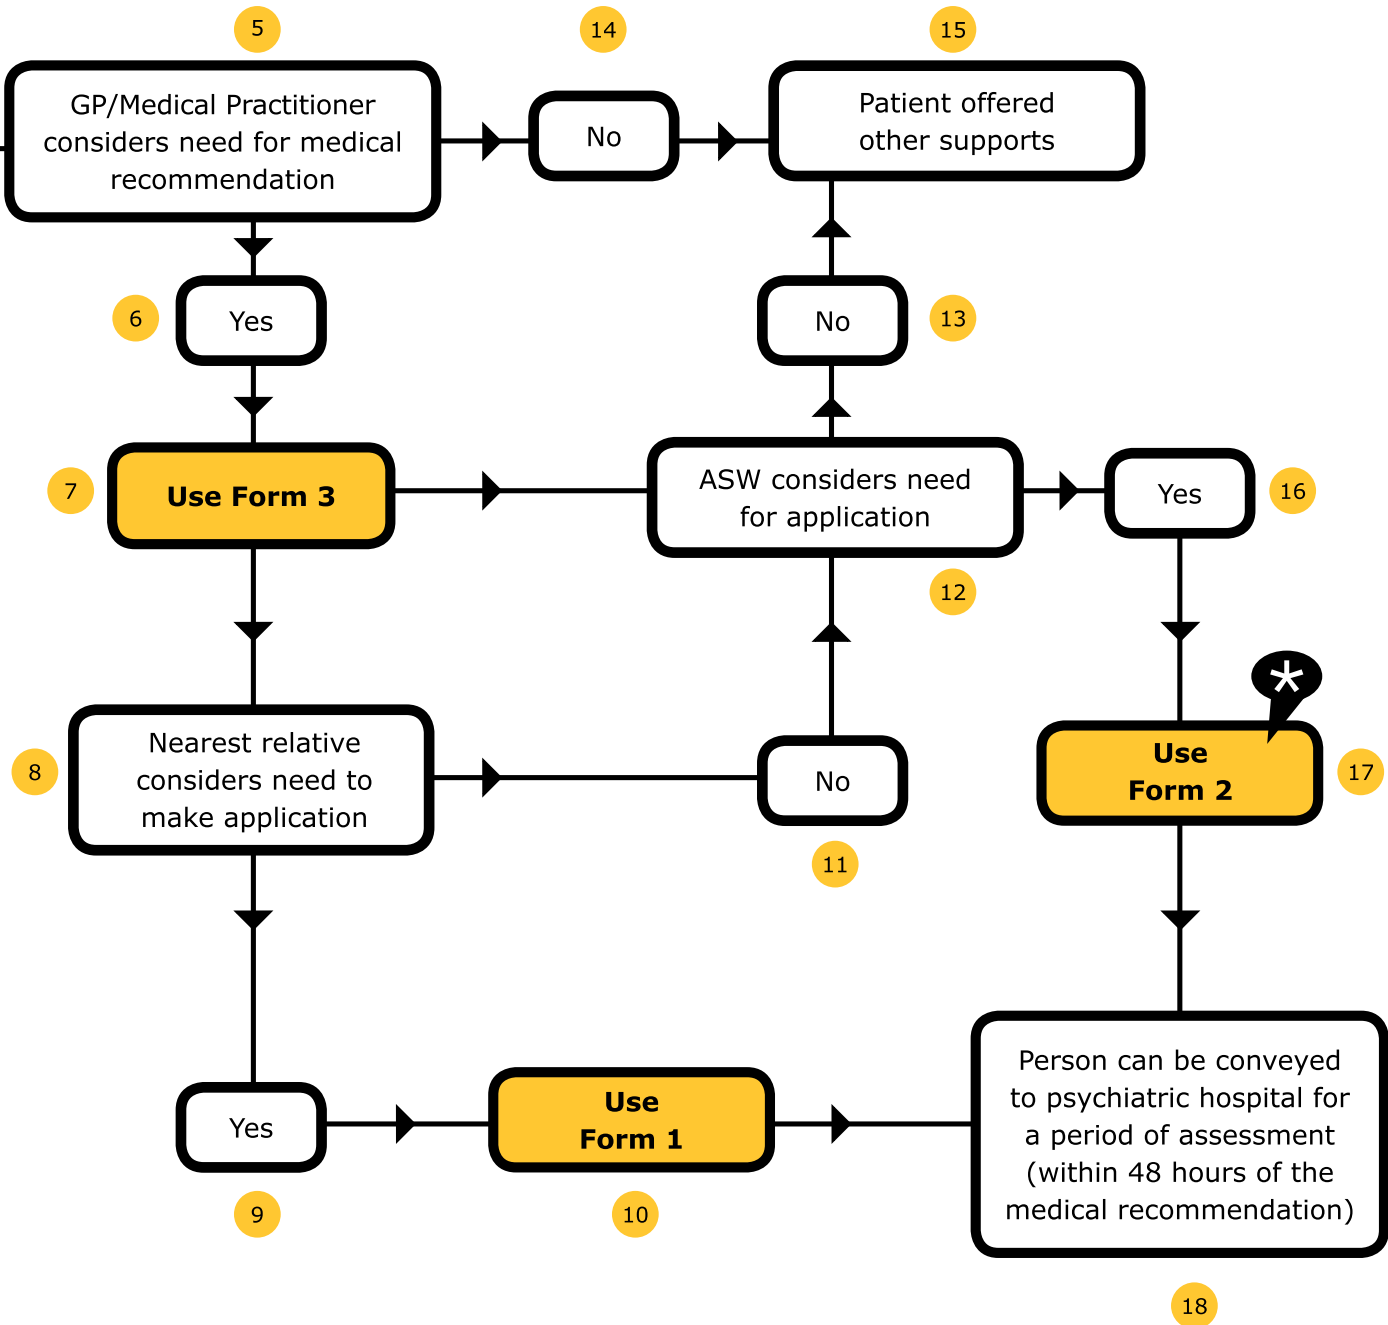 5
14
15
GP/Medical Practitioner
considers need for medical
recommendation
No
Patient offered
other supports
6
Yes
No
13
7
Use Form 3
ASW considers need
for application
Yes
16
12
*
8
Nearest relative
considers need to
make application
No
11
Use
Form 2
17
Yes
9
Use
Form 1
10
Person can be conveyed
to psychiatric hospital for
a period of assessment
(within 48 hours of the
medical recommendation)
18